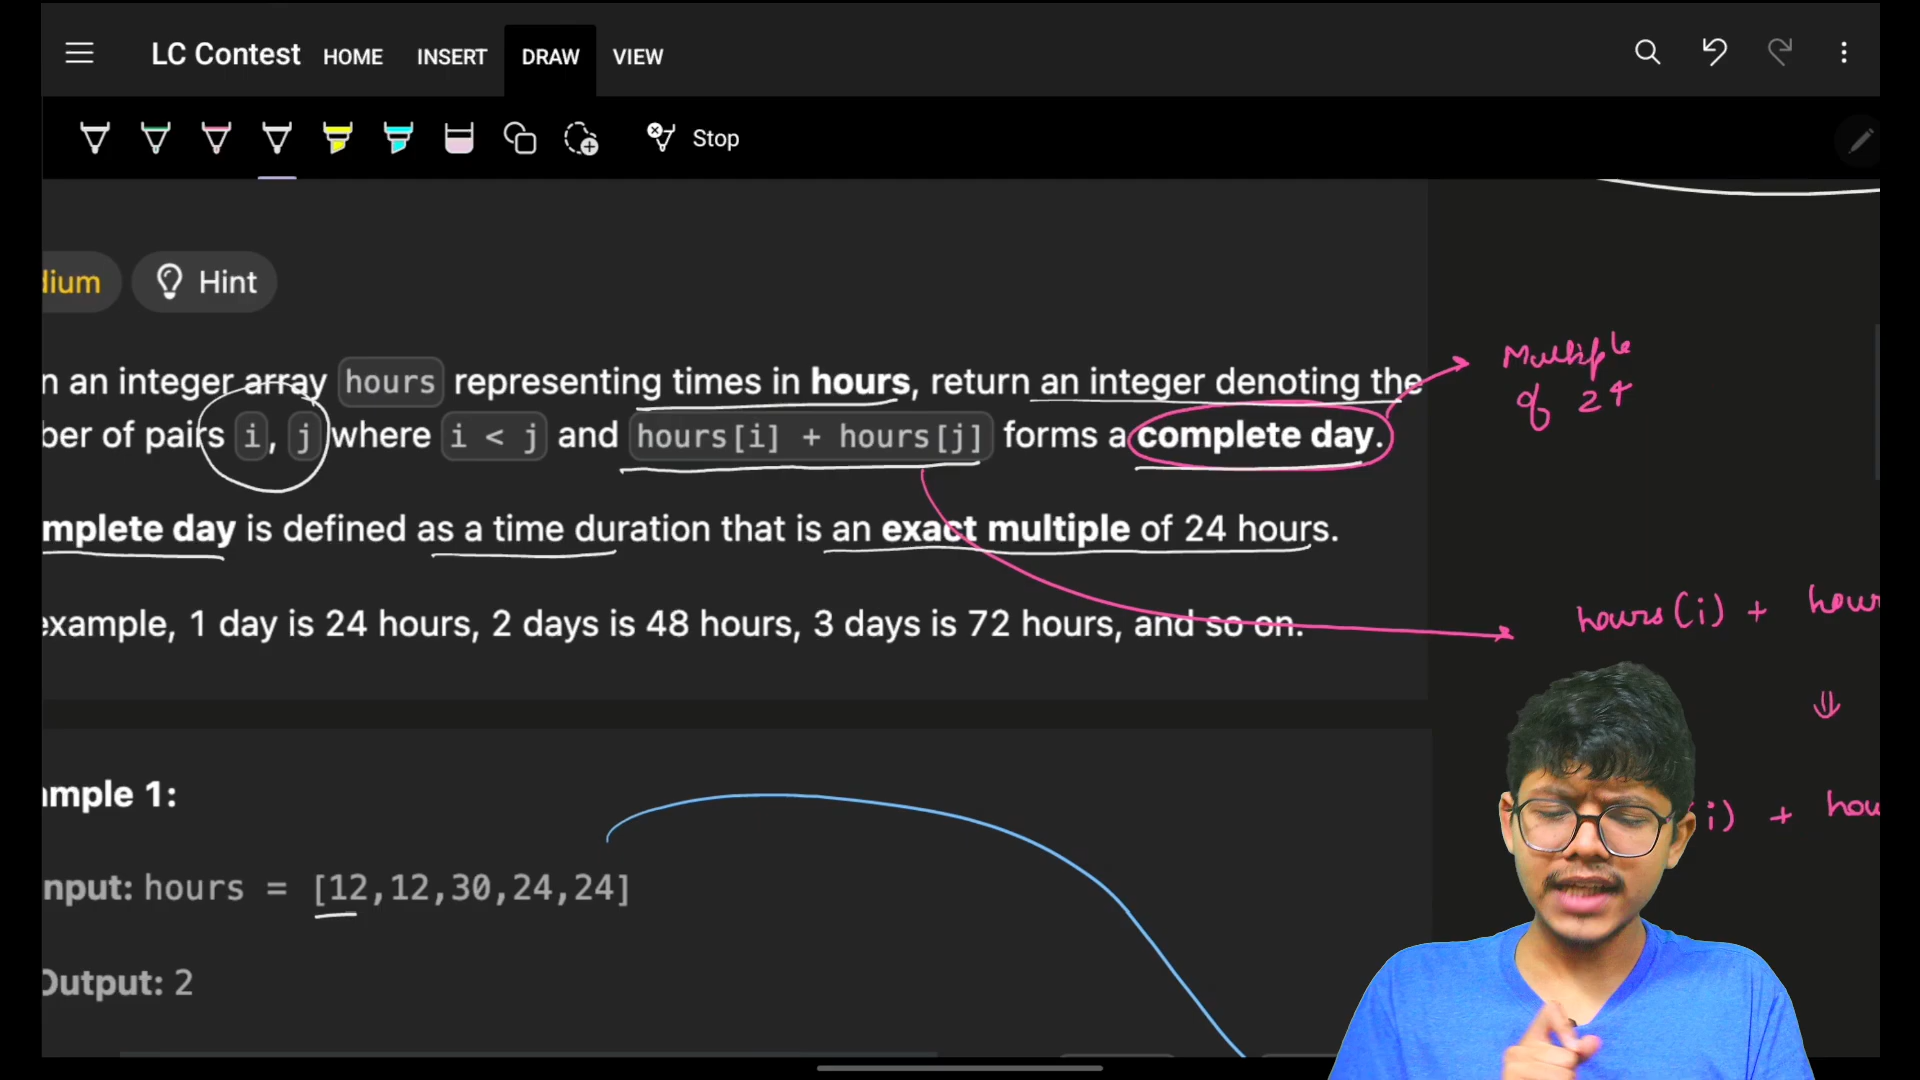 LC Contest HOME INSERT DRAW VIEW
Stop
dium Hint
n an integer array hours representing times in hours, return an integer denoting the
ber of pairs i, j where i < j and hours[i] + hours[j] forms a complete day.
mplete day is defined as a time duration that is an exact multiple of 24 hours.
example, 1 day is 24 hours, 2 days is 48 hours, 3 days is 72 hours, and so on.
Multiple
of 24
hours(i) + hour
i) + hou
ample 1:
nput: hours = [12,12,30,24,24]
Output: 2